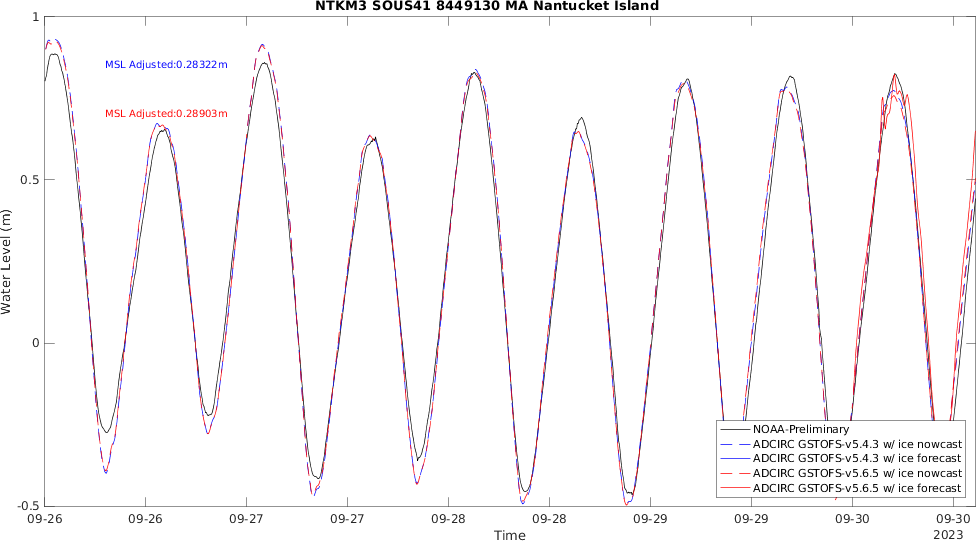 NTKM3 SOUS41 8449130 MA Nantucket Island
1
MSL Adjusted:0.28322m
MSL Adjusted:0.28903m
0.5
Water Level (m)
0
NOAA-Preliminary
ADCIRC GSTOFS-v5.4.3 w/ ice nowcast
ADCIRC GSTOFS-v5.4.3 w/ ice forecast
ADCIRC GSTOFS-v5.6.5 w/ ice nowcast
ADCIRC GSTOFS-v5.6.5 w/ ice forecast
-0.5
09-26 09-26 09-27 09-27 09-28 09-28 09-29 09-29 09-30 09-30
Time 2023